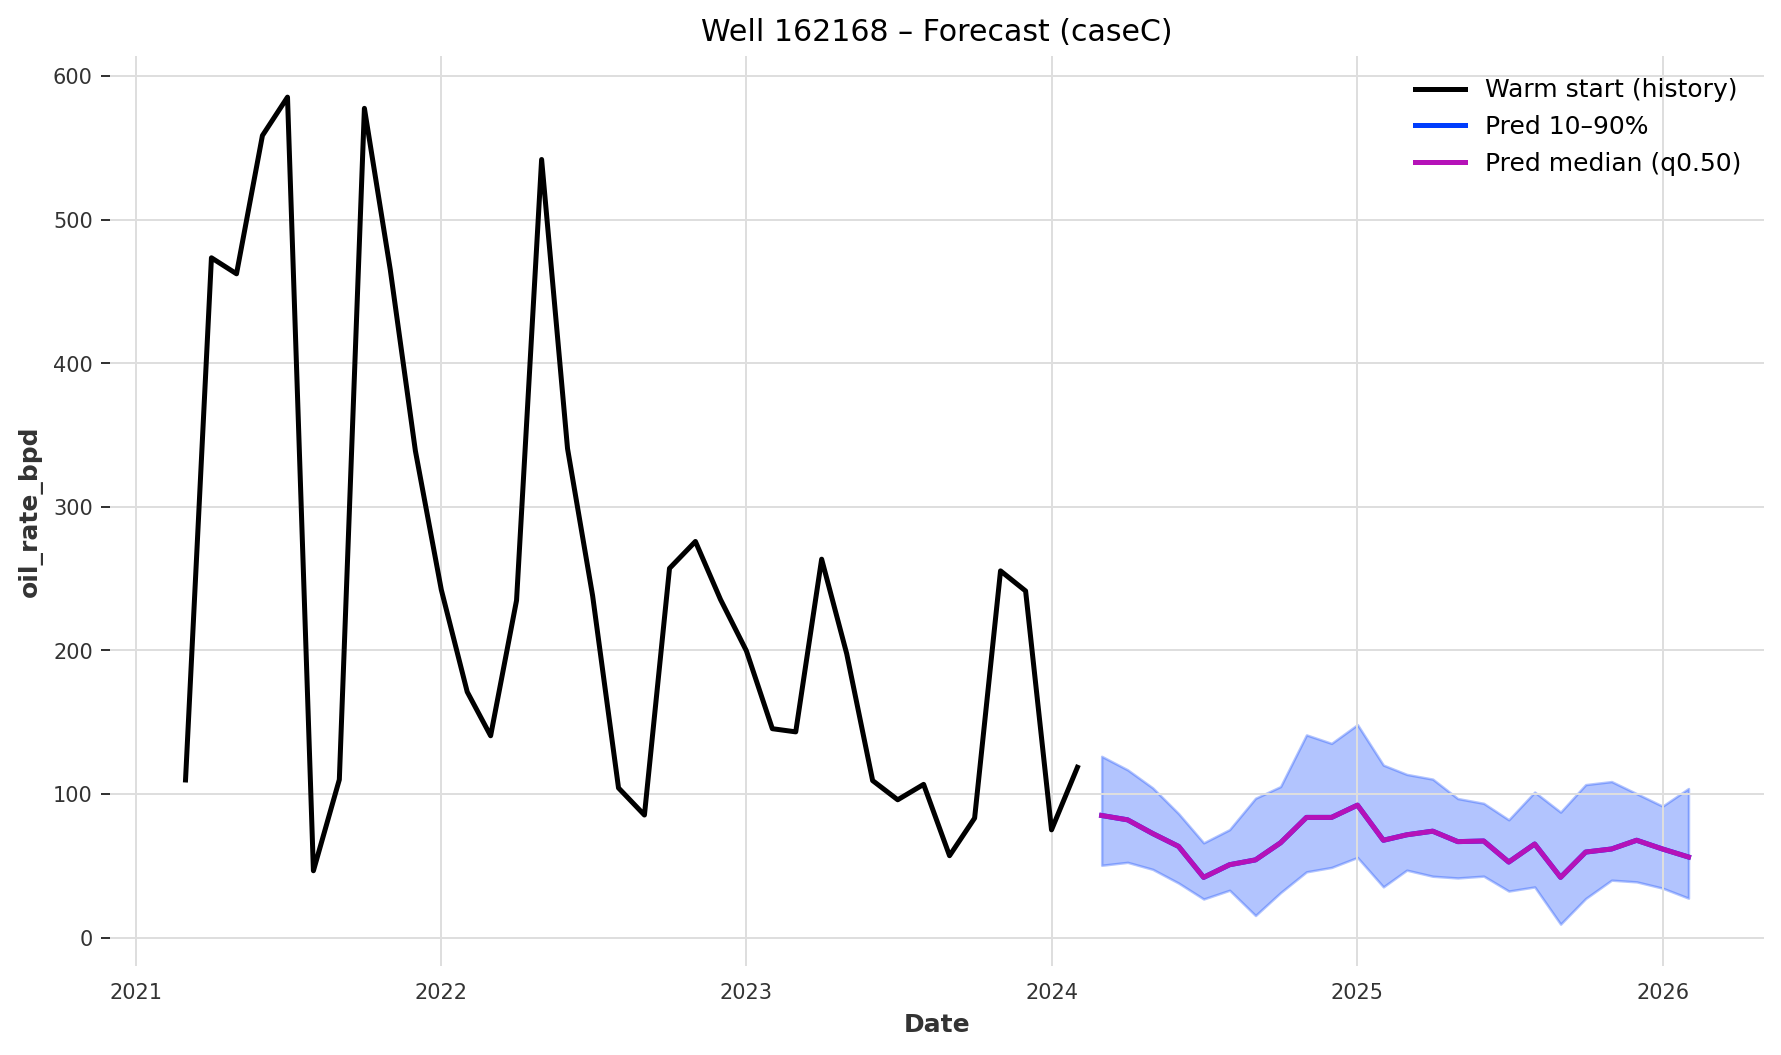 Well 162168 – Forecast (caseC)
Warm start (history)
Pred 10–90%
Pred median (q0.50)
oil_rate_bpd
600
500
400
300
200
100
0
2021 2022 2023 2024 2025 2026
Date